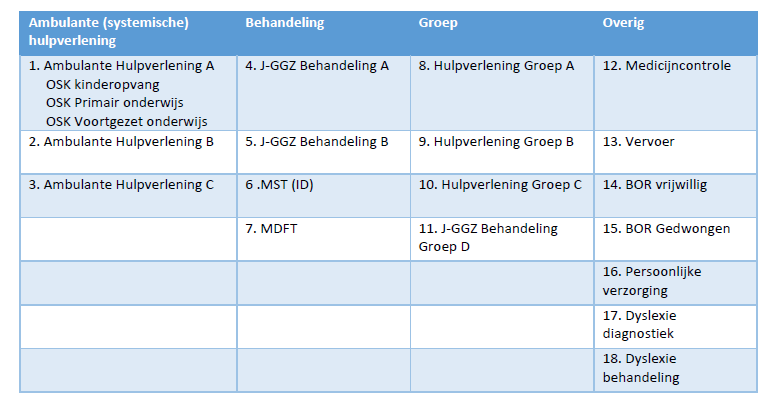 Ambulante (systemische) hulpverlening
Behandeling
Groep
Overig
1. Ambulante Hulpverlening A
OSK kinderopvang
OSK Primair onderwijs
OSK Voortgezet onderwijs
4. J-GGZ Behandeling A
8. Hulpverlening Groep A
12. Medicijncontrole
2. Ambulante Hulpverlening B
5. J-GGZ Behandeling B
9. Hulpverlening Groep B
13. Vervoer
3. Ambulante Hulpverlening C
6 .MST (ID)
10. Hulpverlening Groep C
14. BOR vrijwillig
7. MDFT
11. J-GGZ Behandeling
Groep D
15. BOR Gedwongen
16. Persoonlijke
verzorging
17. Dyslexie
diagnostiek
18. Dyslexie
behandeling